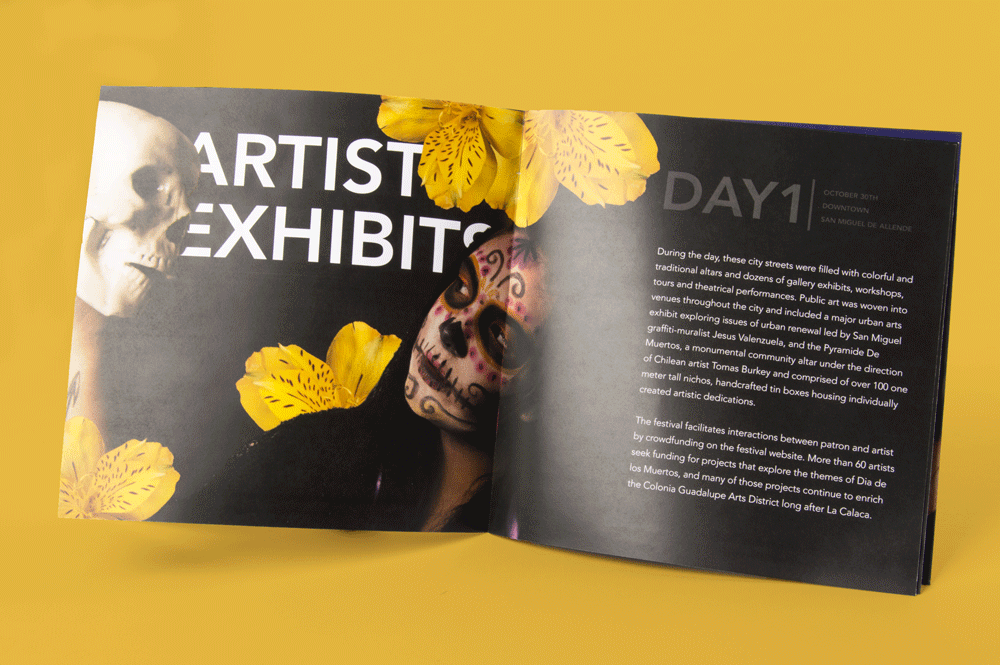 ARTIST
EXHIBITS
DAY1
OCTOBER 30TH
DOWNTOWN
SAN MIGUEL DE ALLENDE
During the day, these city streets were filled with colorful and
traditional altars and dozens of gallery exhibits, workshops,
tours and theatrical performances. Public art was woven into
venues throughout the city and included a major urban arts
exhibit exploring issues of urban renewal led by San Miguel
graffiti-muralist Jesus Valenzuela, and the Pyramide De
Muertos, a monumental community altar under the direction
of Chilean artist Tomas Burkey and comprised of over 100 one
meter tall nichos, handcrafted tin boxes housing individually
created artistic dedications.
The festival facilitates interactions between patron and artist
by crowdfunding on the festival website. More than 60 artists
seek funding for projects that explore the themes of Dia de
los Muertos, and many of those projects continue to enrich
the Colonia Guadalupe Arts District long after La Calaca.